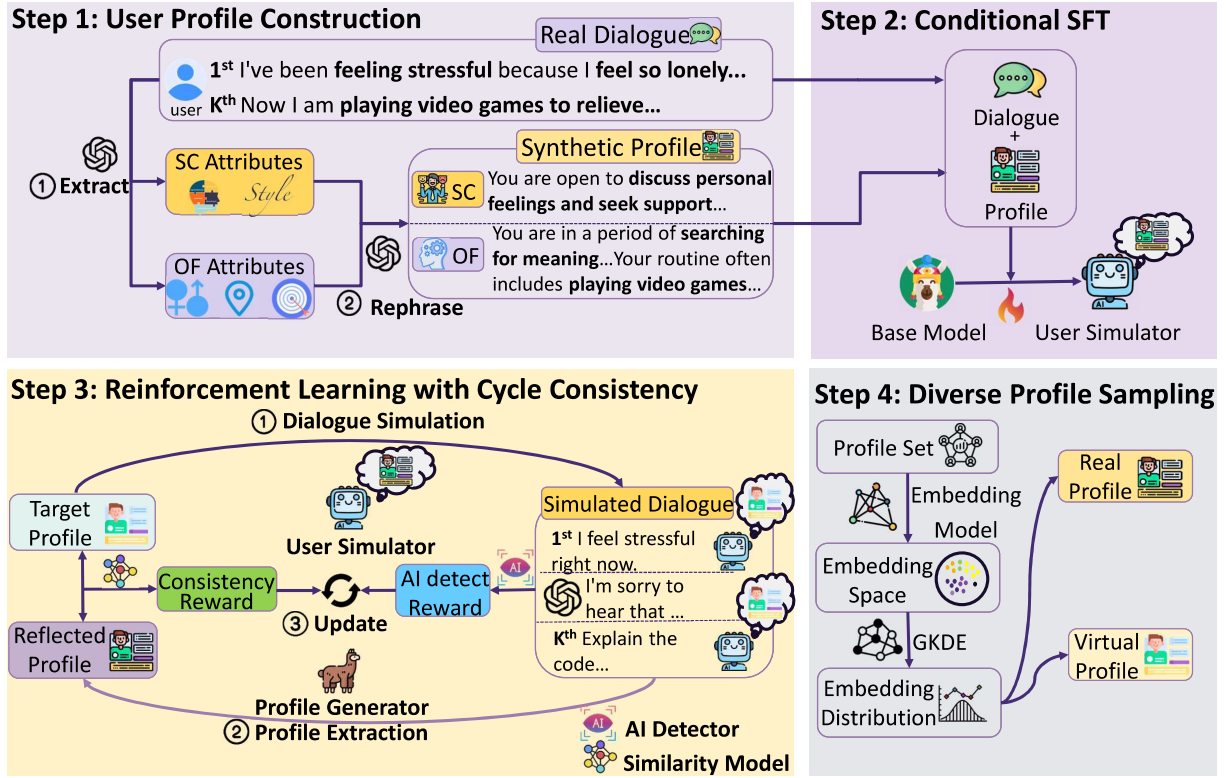 Step 1: User Profile Construction
Real Dialogue
1st I've been feeling stressful because I feel so lonely...
Kth Now I am playing video games to relieve...
user
1 Extract
SC Attributes
Style
OF Attributes
2 Rephrase
Synthetic Profile
SC
You are open to discuss personal
feelings and seek support...
OF
You are in a period of searching
for meaning...Your routine often
includes playing video games...
Step 2: Conditional SFT
Dialogue
+
Profile
Base Model
AI
User Simulator
Step 3: Reinforcement Learning with Cycle Consistency
1 Dialogue Simulation
Target
Profile
AI
User Simulator
Consistency
Reward
3 Update
AI detect
Reward
AI
Reflected
Profile
Simulated Dialogue
1st I feel stressful
right now.
AI
I'm sorry to
hear that ...
Kth Explain the
code...
AI
Profile Generator
2 Profile Extraction
AI
AI Detector
Similarity Model
Step 4: Diverse Profile Sampling
Profile Set
Embedding
Model
Embedding
Space
GKDE
Embedding
Distribution
Real
Profile
Virtual
Profile